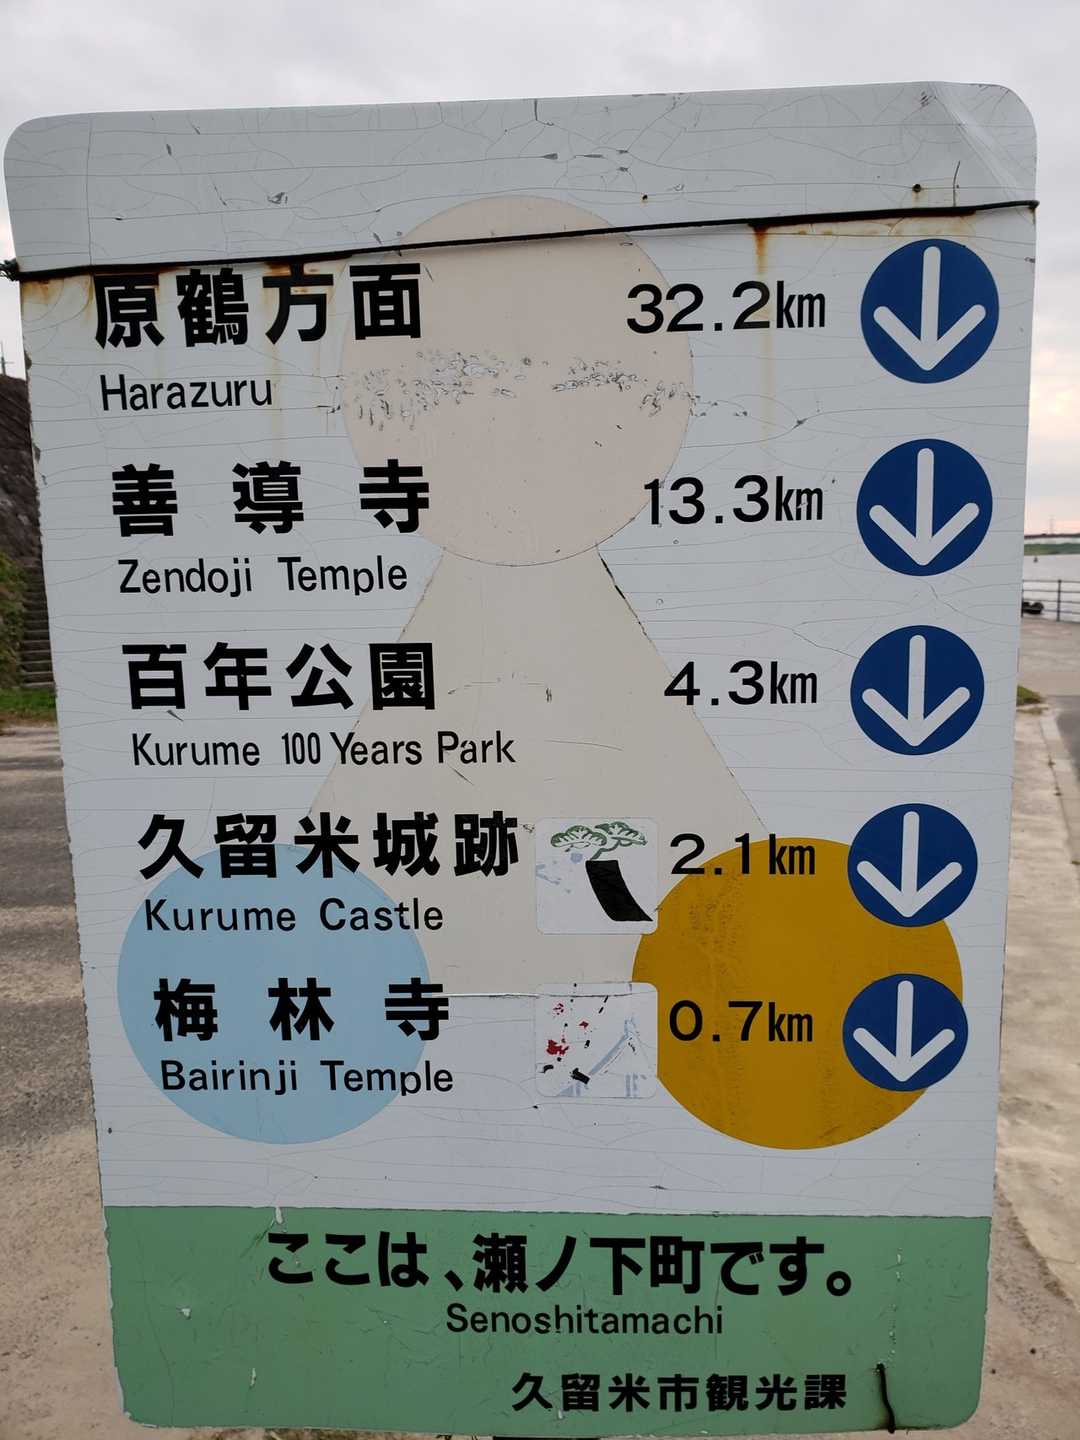 原鶴方面 32.2km
Harazuru
善導寺 13.3km
Zendoji Temple
百年公園 4.3km
Kurume 100 Years Park
久留米城跡 2.1km
Kurume Castle
梅林寺 0.7km
Bairinji Temple
ここは、瀬ノ下町です。
Senoshitamachi
久留米市観光課